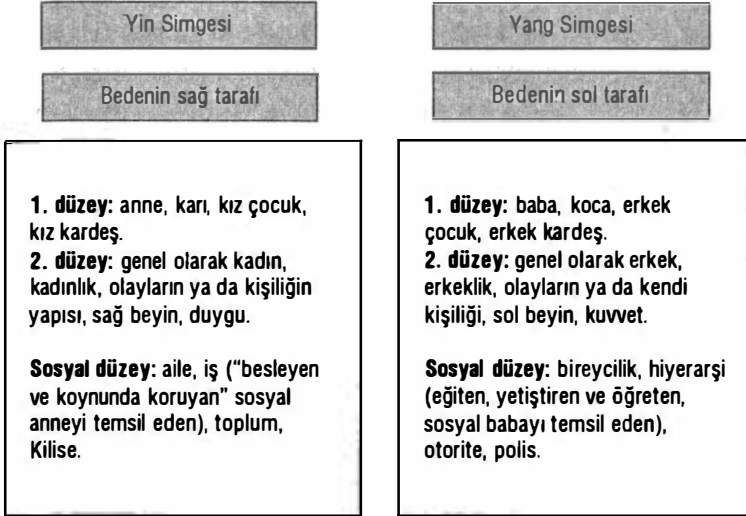 Yin Simgesi
Bedenin sağ tarafı
1. düzey: anne, karı, kız çocuk,
kız kardeş.
2. düzey: genel olarak kadın,
kadınlık, olayların ya da kişiliğin
yapısı, sağ beyin, duygu.
Sosyal düzey: aile, iş (“besleyen
ve koynunda koruyan” sosyal
anneyi temsil eden), toplum,
Kilise.
Yang Simgesi
Bedenin sol tarafı
1. düzey: baba, koca, erkek
çocuk, erkek kardeş.
2. düzey: genel olarak erkek,
erkeklik, olayların ya da kendi
kişiliği, sol beyin, kuvvet.
Sosyal düzey: bireycilik, hiyerarşi
(eğiten, yetiştiren ve öğreten,
sosyal babayı temsil eden),
otorite, polis.